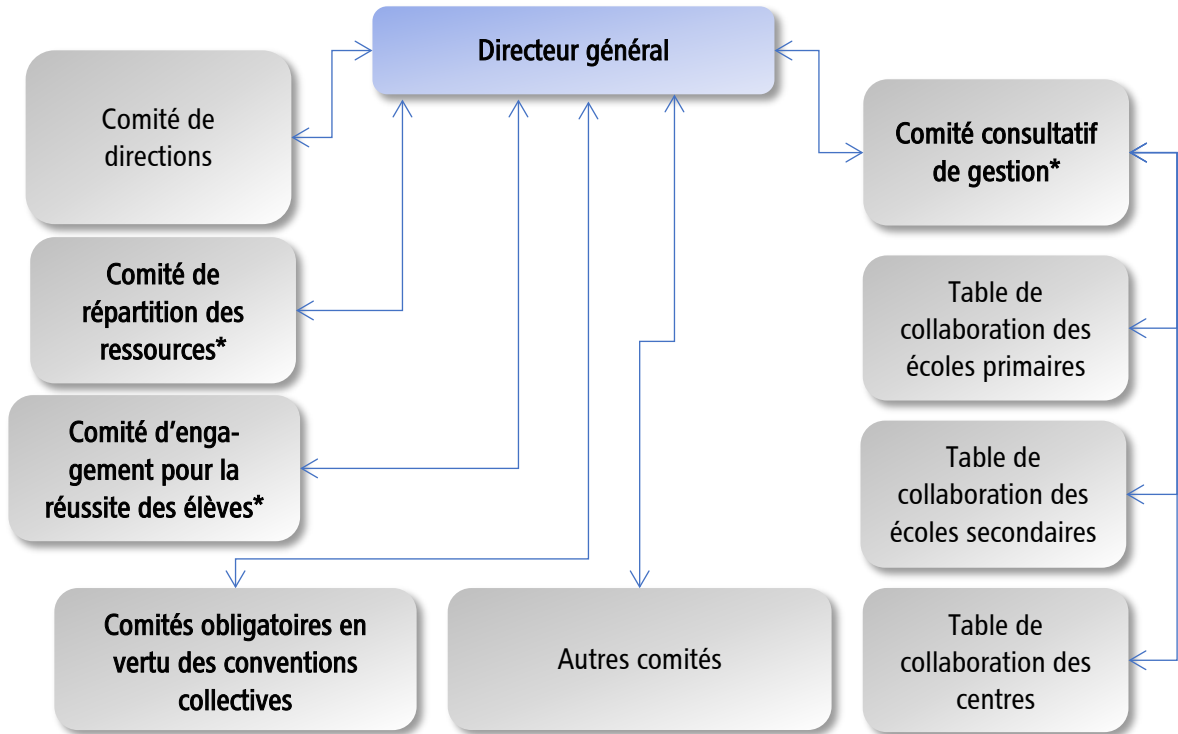 Directeur général
Comité de
directions
Comité consultatif
de gestion*
Comité de
répartition des
ressources*
Table de
collaboration des
écoles primaires
Comité d'enga-
gement pour la
réussite des élèves*
Table de
collaboration des
écoles secondaires
Comités obligatoires en
vertu des conventions
collectives
Autres comités
Table de
collaboration des
centres